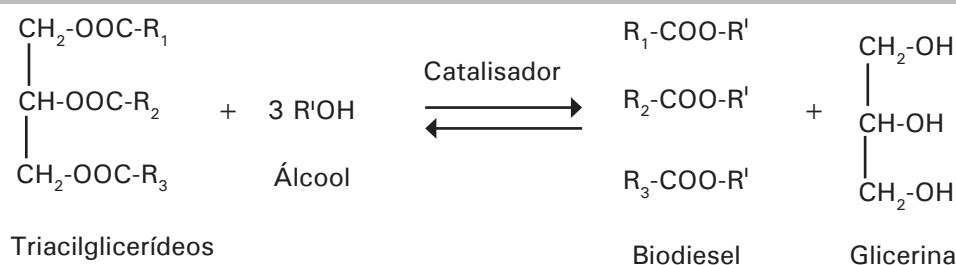 CH₂-OOC-R₁
CH-OOC-R₂
CH₂-OOC-R₃
Triacilglicerídeos
+
3 R'OH
Álcool
Catalisador
R₁-COO-R'
R₂-COO-R'
R₃-COO-R'
Biodiesel
+
CH₂-OH
CH-OH
CH₂-OH
Glicerina